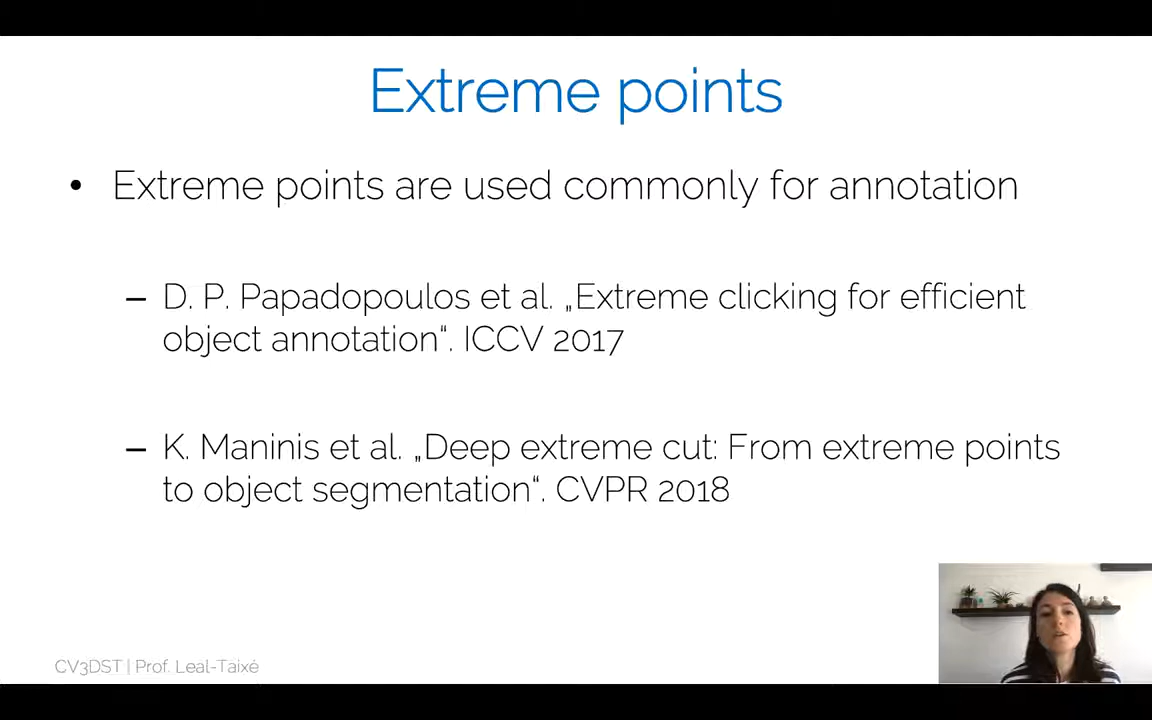 Extreme points
• Extreme points are used commonly for annotation
– D. P. Papadopoulos et al. „Extreme clicking for efficient
object annotation“. ICCV 2017
– K. Maninis et al. „Deep extreme cut: From extreme points
to object segmentation“. CVPR 2018
CV3DST | Prof. Leal-Taixé